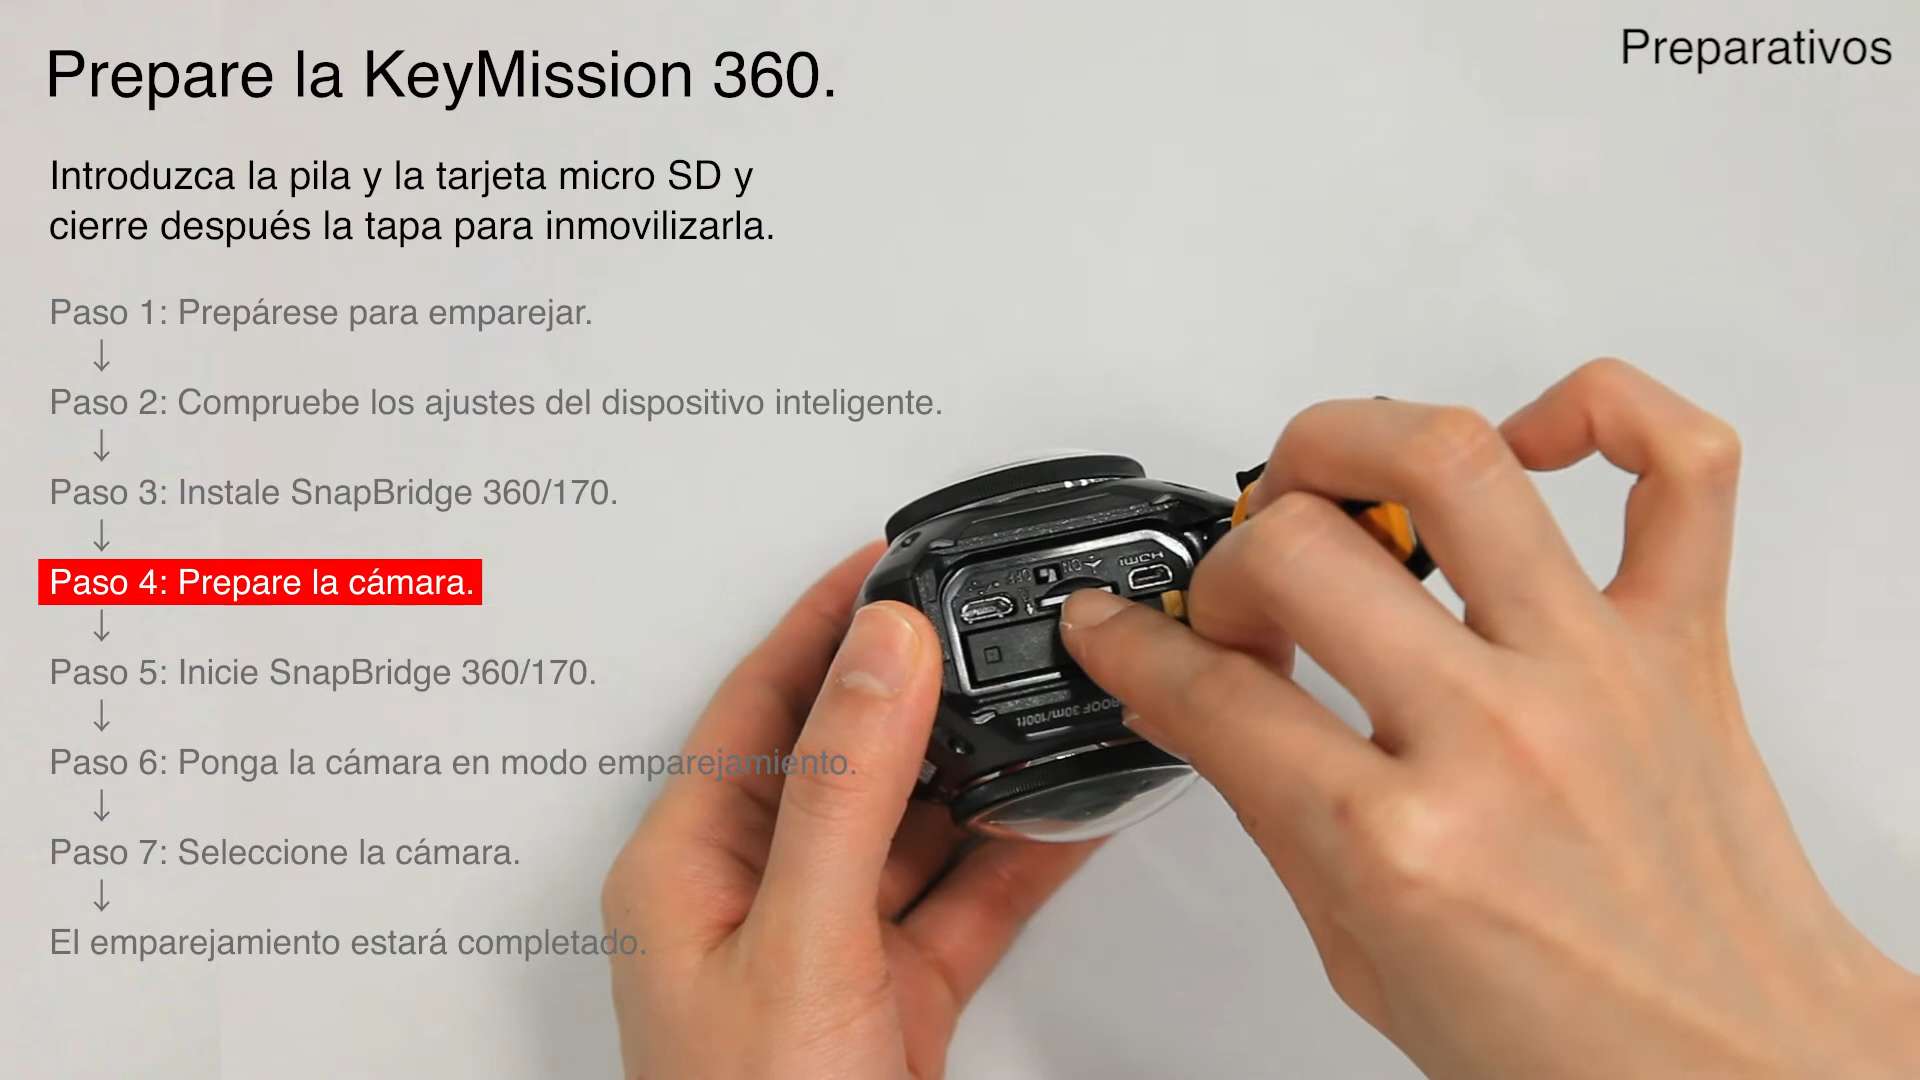 Prepare la KeyMission 360.
Preparativos
Introduzca la pila y la tarjeta micro SD y
cierre después la tapa para inmovilizarla.
Paso 1: Prepárese para emparejar.
↓
Paso 2: Compruebe los ajustes del dispositivo inteligente.
↓
Paso 3: Instale SnapBridge 360/170.
↓
Paso 4: Prepare la cámara.
↓
Paso 5: Inicie SnapBridge 360/170.
↓
Paso 6: Ponga la cámara en modo emparejamiento.
↓
Paso 7: Seleccione la cámara.
↓
El emparejamiento estará completado.
HDMI
ON
OFF
ROOF 30m/100ft